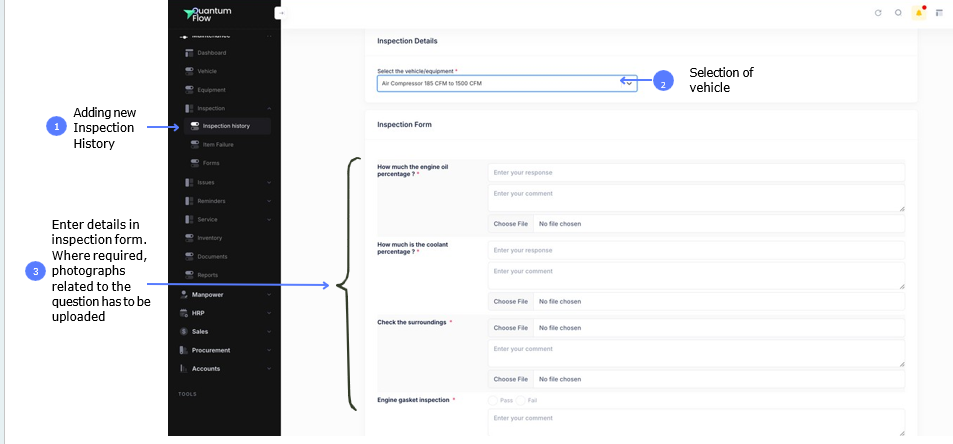 Quantum
Flow
+
Maintenance
Dashboard
Vehicle
Equipment
Inspection
Inspection history
Item Failure
Forms
Issues
Reminders
Service
Inventory
Documents
Reports
Manpower
HRP
Sales
Procurement
Accounts
TOOLS
1
Adding new
Inspection
History
3
Enter details in
inspection form.
Where required,
photographs
related to the
question has to be
uploaded
Inspection Details
Select the vehicle/equipment *
Air Compressor 185 CFM to 1500 CFM
2
Selection of
vehicle
Inspection Form
How much the engine oil
percentage ? *
Enter your response
Enter your comment
Choose File No file chosen
How much is the coolant
percentage ? *
Enter your response
Enter your comment
Choose File No file chosen
Check the surroundings *
Choose File No file chosen
Enter your comment
Choose File No file chosen
Engine gasket inspection *
Pass Fail
Enter your comment